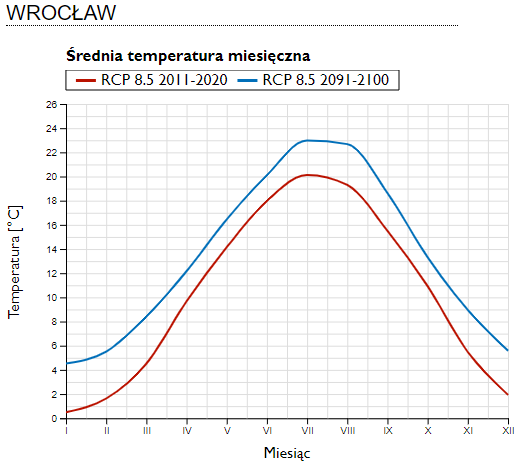 WROCŁAW
Średnia temperatura miesięczna
RCP 8.5 2011-2020 RCP 8.5 2091-2100
Temperatura [°C]
26
24
22
20
18
16
14
12
10
8
6
4
2
0
I II III IV V VI VII VIII IX X XI XII
Miesiąc